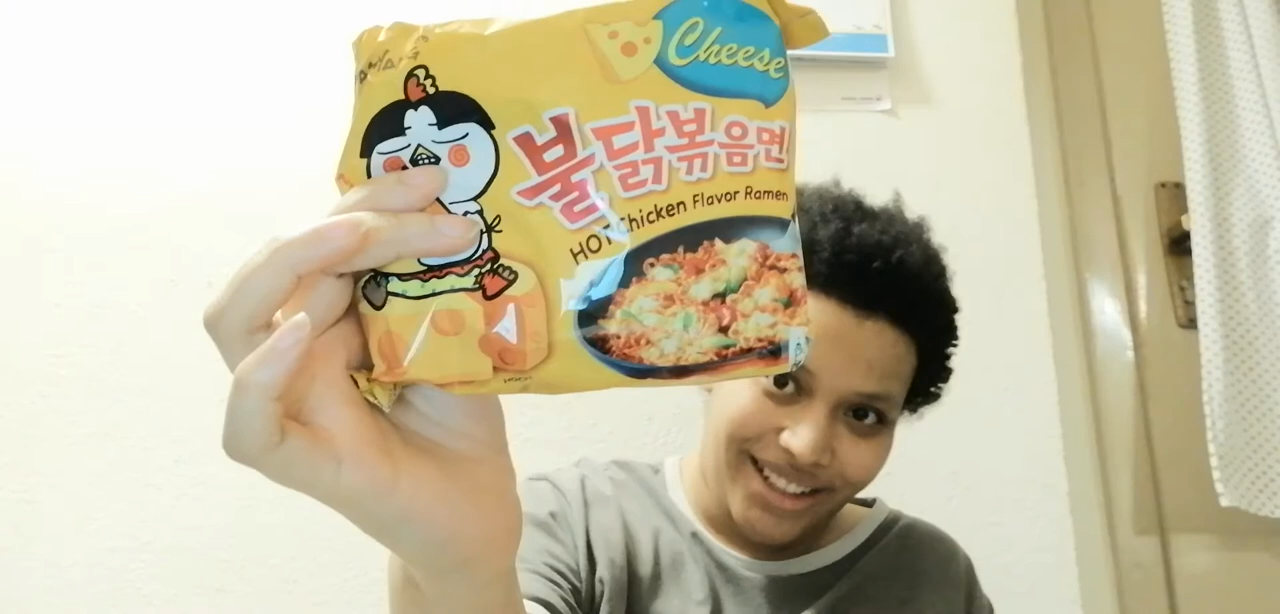 Cheese
불닭볶음면
HOT Chicken Flavor Ramen